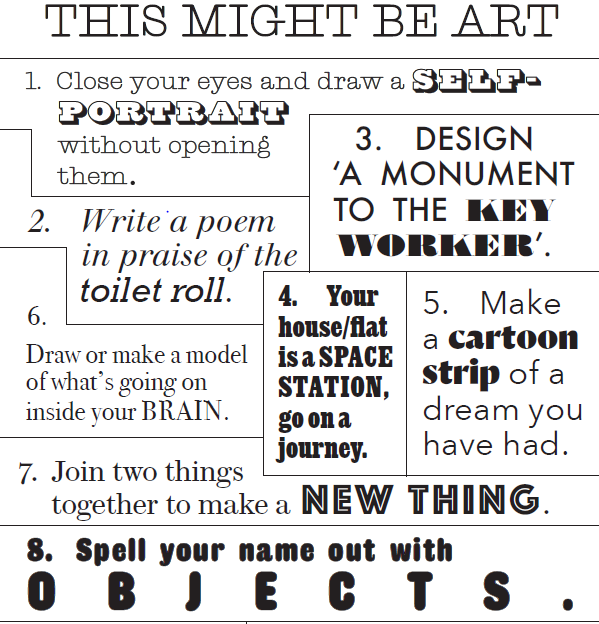 THIS MIGHT BE ART
1. Close your eyes and draw a SELF-
PORTRAIT
without opening
them.
2. Write a poem
in praise of the
toilet roll.
3. DESIGN
‘A MONUMENT
TO THE KEY
WORKER’.
4. Your
house/flat
is a SPACE
STATION,
go on a
journey.
5. Make
a cartoon
strip of a
dream you
have had.
6.
Draw or make a model
of what’s going on
inside your BRAIN.
7. Join two things
together to make a NEW THING.
8. Spell your name out with
OBJECTS.